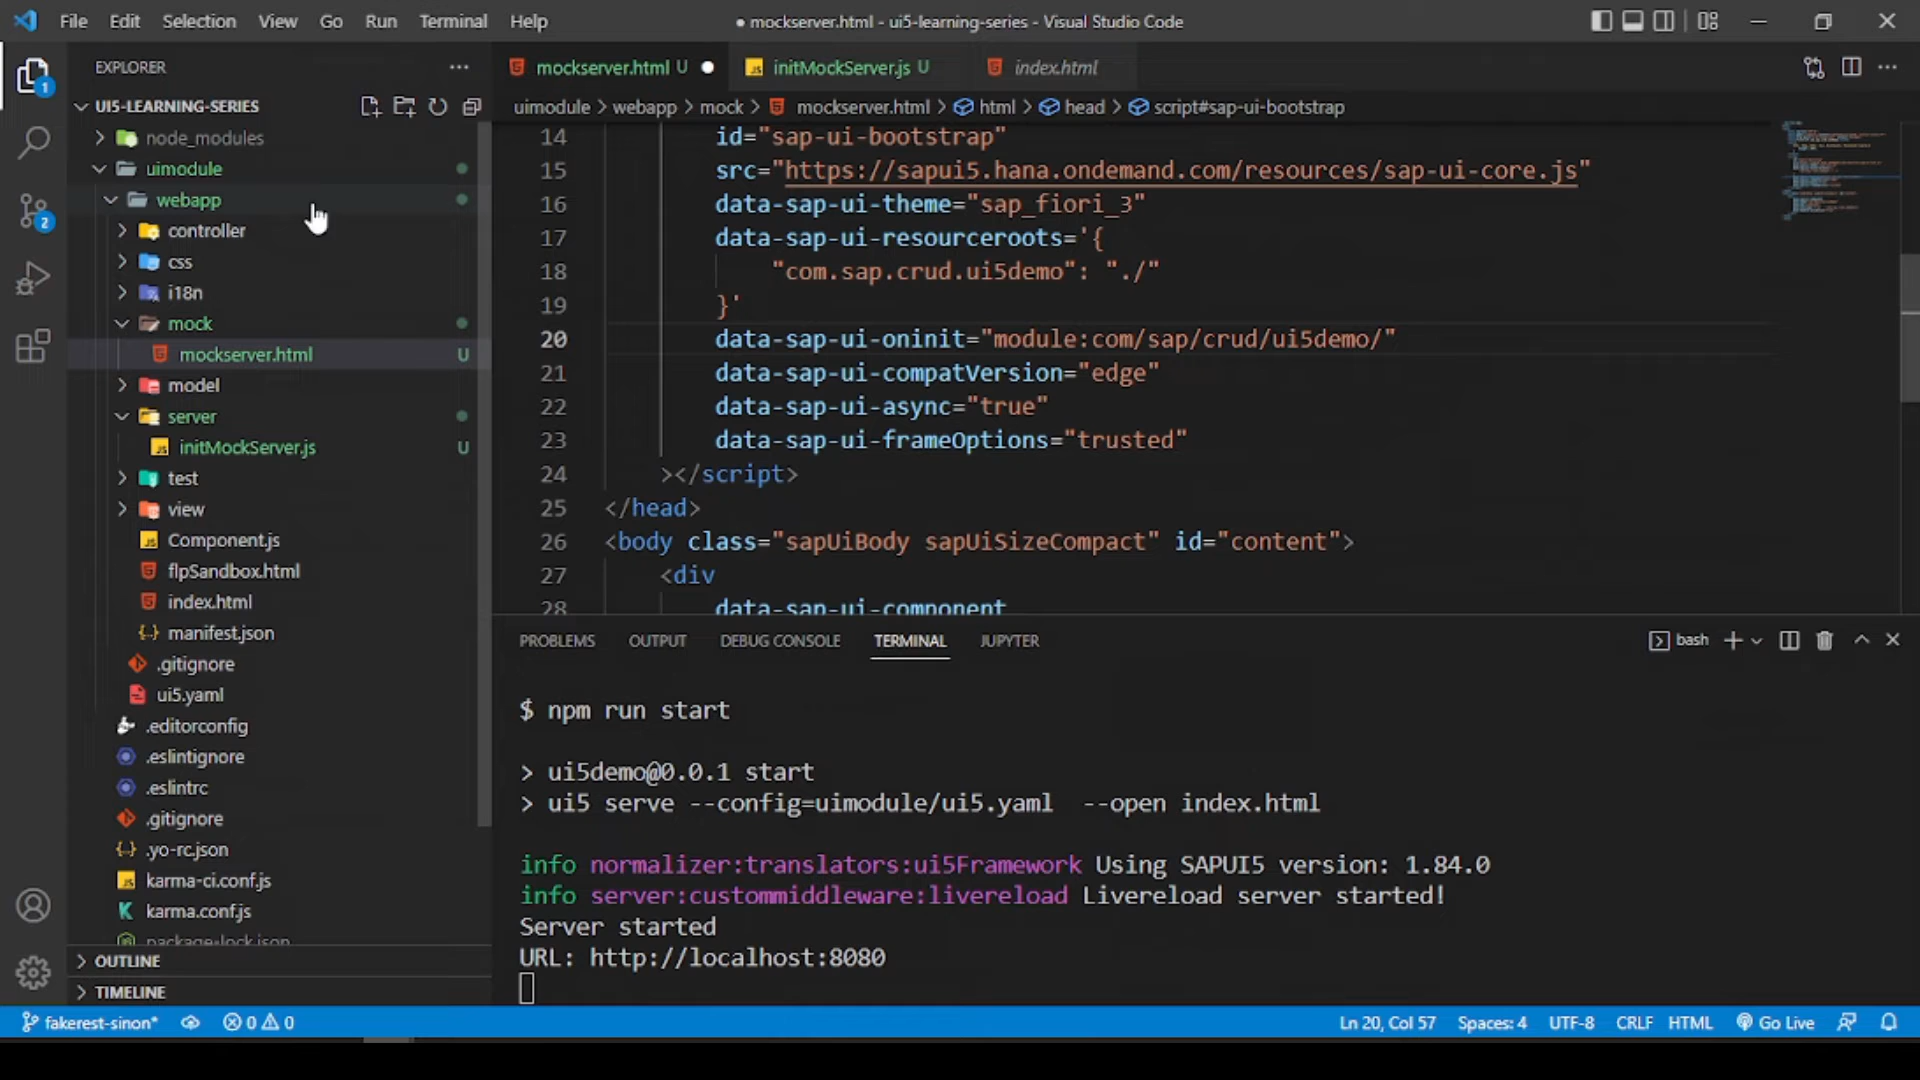 File Edit Selection View Go Run Terminal Help
● mockserver.html - ui5-learning-series - Visual Studio Code
EXPLORER
UI5-LEARNING-SERIES
node_modules
uimodule
webapp
controller
css
i18n
mock
mockserver.html U
model
server
initMockServer.js U
test
view
Component.js
flpSandbox.html
index.html
manifest.json
.gitignore
ui5.yaml
.editorconfig
.eslintignore
.eslintrc
.gitignore
.yo-rc.json
karma-ci.conf.js
karma.conf.js
package-lock.json
OUTLINE
TIMELINE
1
2
mockserver.html U ● initMockServer.js U index.html
uimodule > webapp > mock > mockserver.html > html > head > script#sap-ui-bootstrap
14 id="sap-ui-bootstrap"
15 src="https://sapui5.hana.ondemand.com/resources/sap-ui-core.js"
16 data-sap-ui-theme="sap_fiori_3"
17 data-sap-ui-resourceroots='{
18 "com.sap.crud.ui5demo": "./"
19 }'
20 data-sap-ui-oninit="module:com/sap/crud/ui5demo/"
21 data-sap-ui-compatVersion="edge"
22 data-sap-ui-async="true"
23 data-sap-ui-frameOptions="trusted"
24 ></script>
25 </head>
26 <body class="sapUiBody sapUiSizeCompact" id="content">
27 <div
28 data-sap-ui-component
PROBLEMS OUTPUT DEBUG CONSOLE TERMINAL JUPYTER
bash
$ npm run start
> ui5demo@0.0.1 start
> ui5 serve --config=uimodule/ui5.yaml --open index.html
info normalizer:translators:ui5Framework Using SAPUI5 version: 1.84.0
info server:custommiddleware:livereload Livereload server started!
Server started
URL: http://localhost:8080
fakerest-sinon* 0 0
Ln 20, Col 57 Spaces: 4 UTF-8 CRLF HTML Go Live